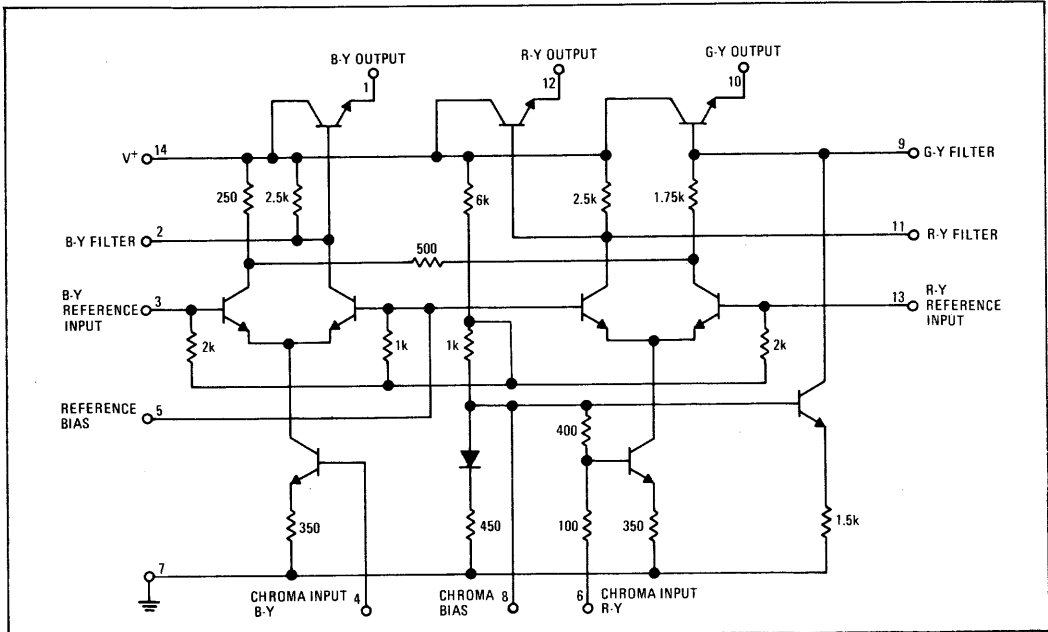 B-Y OUTPUT
1
R-Y OUTPUT
12
G-Y OUTPUT
10
V+
14
9
G-Y FILTER
250
2.5k
6k
2.5k
1.75k
B-Y FILTER
2
11
R-Y FILTER
500
B-Y
REFERENCE
INPUT
3
13
R-Y
REFERENCE
INPUT
2k
1k
1k
2k
REFERENCE
BIAS
5
400
350
450
100
350
1.5k
7
CHROMA INPUT
B-Y
4
CHROMA
BIAS
8
6
CHROMA INPUT
R-Y